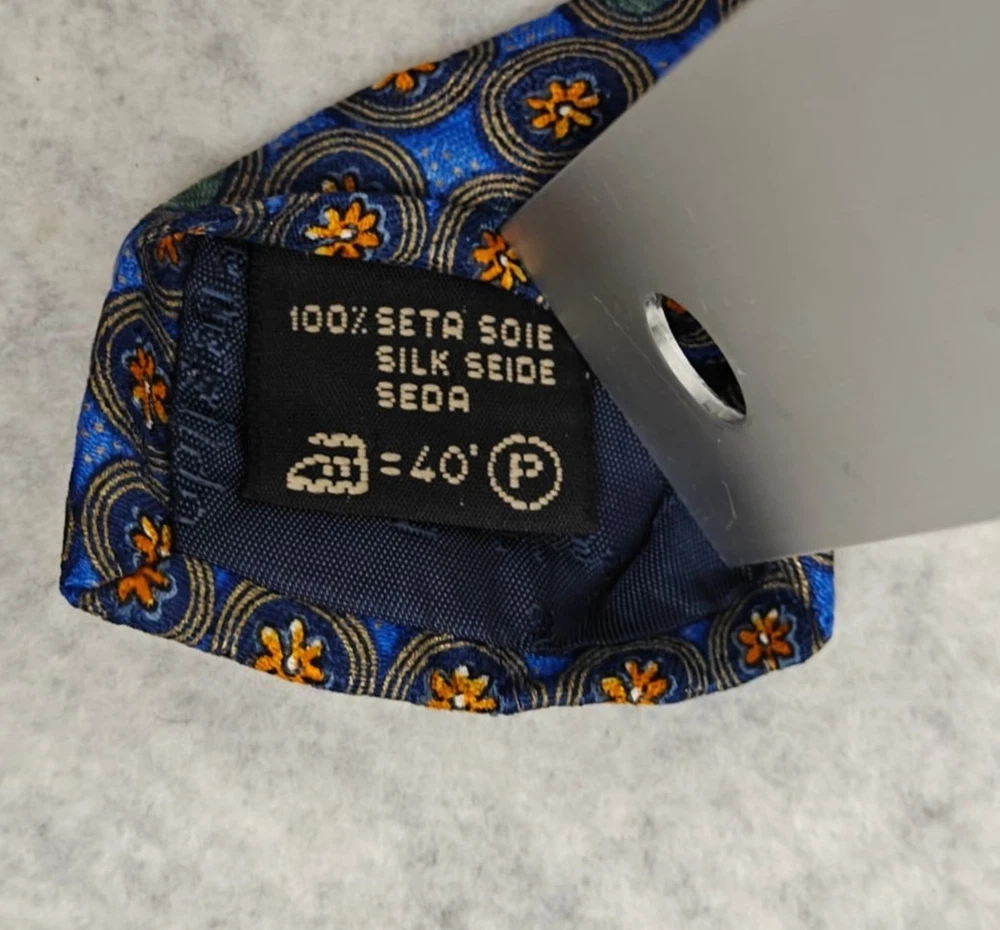 100% SETA SOIE
SILK SEIDE
SEDA
=40° P